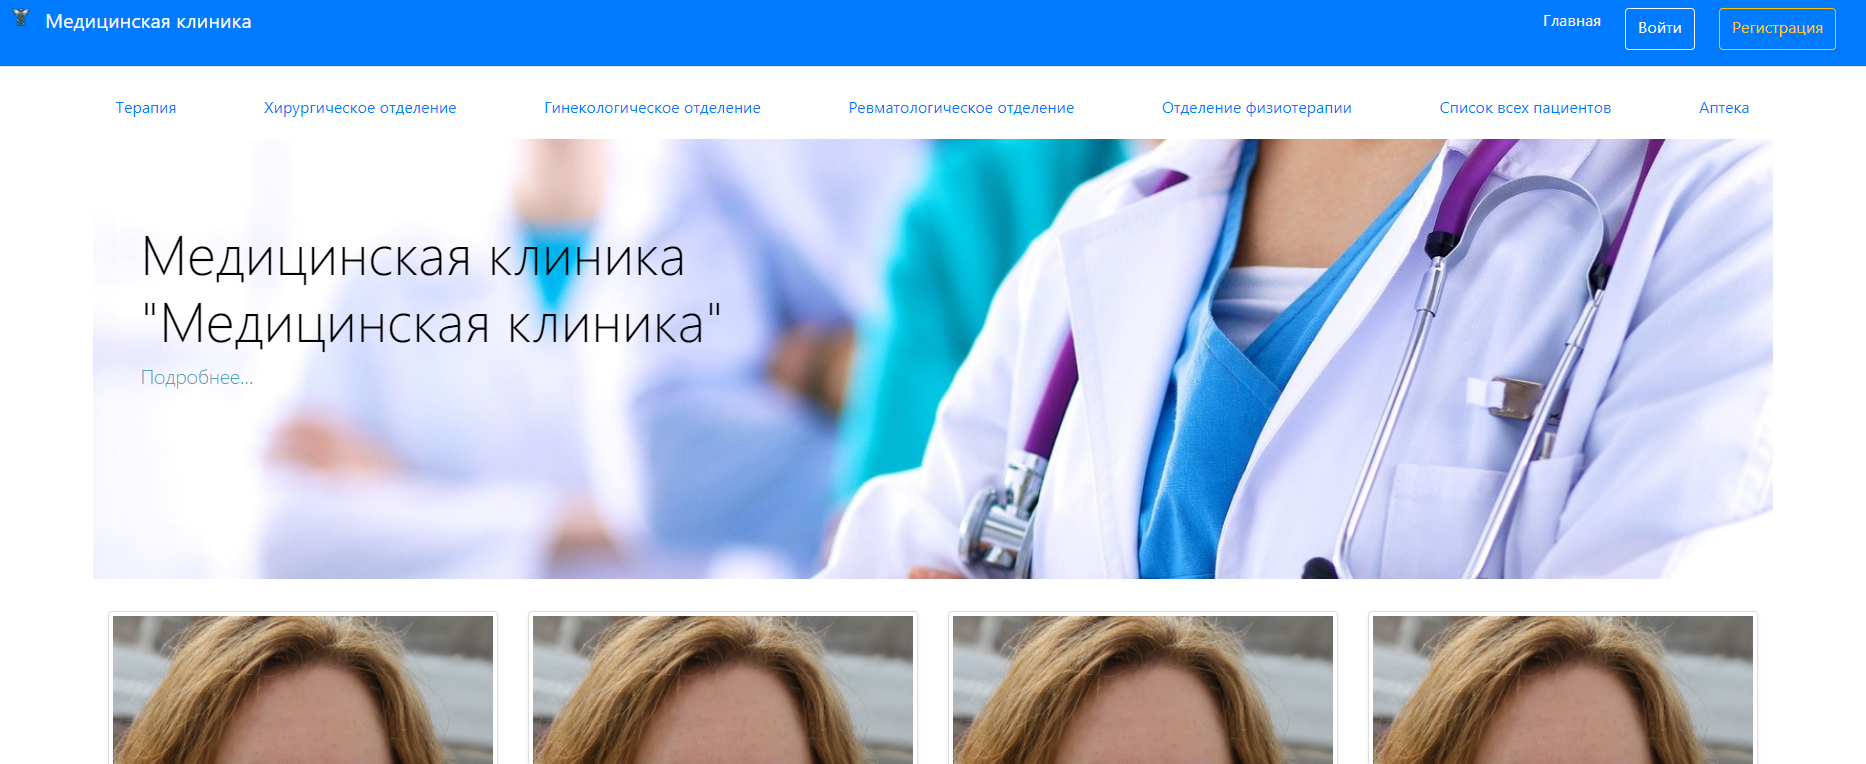 Медицинская клиника
Главная
Войти
Регистрация
Терапия
Хирургическое отделение
Гинекологическое отделение
Ревматологическое отделение
Отделение физиотерапии
Список всех пациентов
Аптека
Медицинская клиника
"Медицинская клиника"
Подробнее...